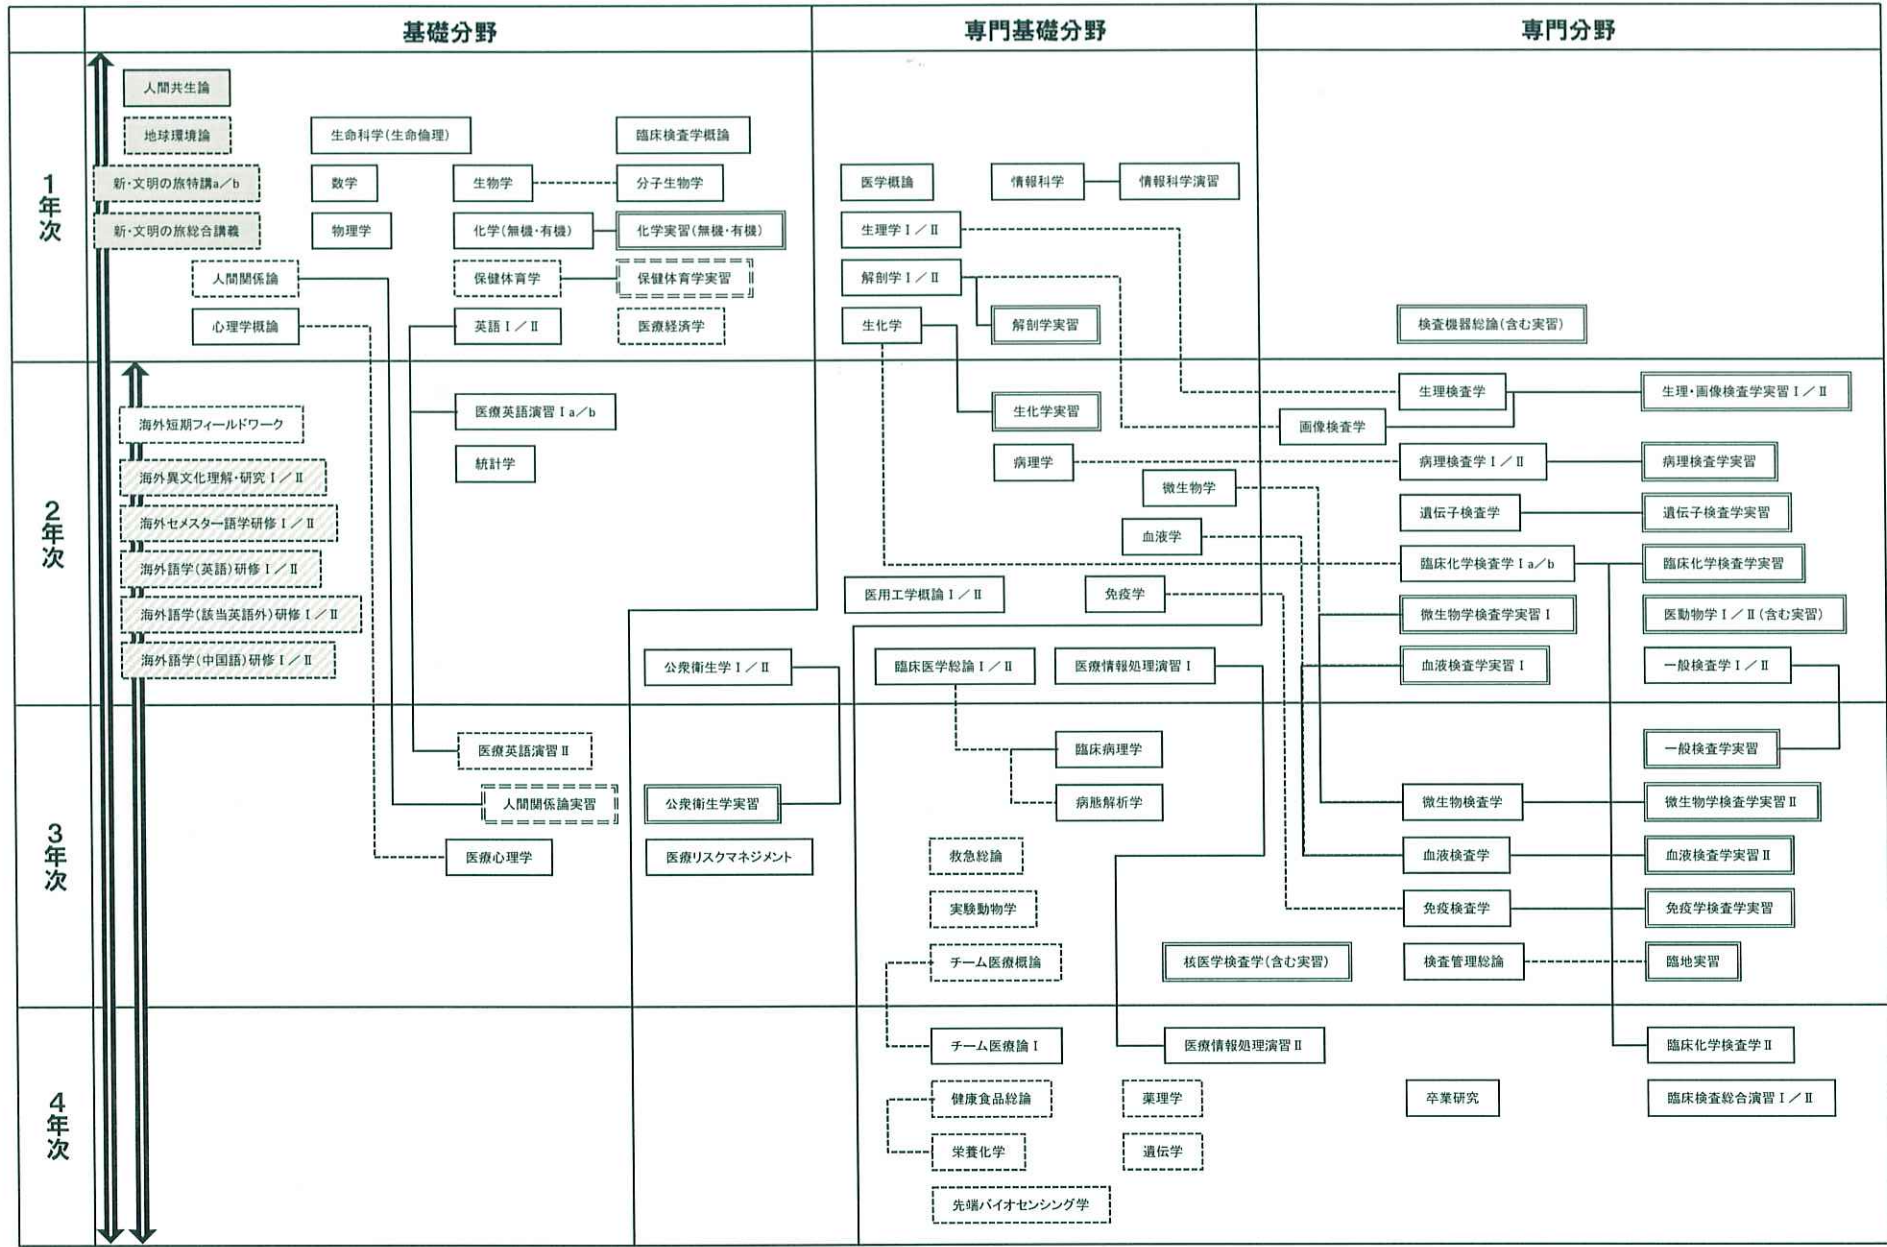 基礎分野
専門基礎分野
専門分野
1年次
人間共生論
地球環境論
生命科学(生命倫理)
臨床検査学概論
新・文明の旅特講a/b
数学
生物学
分子生物学
医学概論
情報科学
情報科学演習
新・文明の旅総合講義
物理学
化学(無機・有機)
化学実習(無機・有機)
生理学Ⅰ/Ⅱ
人間関係論
保健体育学
保健体育学実習
解剖学Ⅰ/Ⅱ
心理学概論
英語Ⅰ/Ⅱ
医療経済学
生化学
解剖学実習
検査機器総論(含む実習)
2年次
海外短期フィールドワーク
医療英語演習Ⅰa/b
生化学実習
生理検査学
生理・画像検査学実習Ⅰ/Ⅱ
画像検査学
海外異文化理解・研究Ⅰ/Ⅱ
統計学
病理学
病理検査学Ⅰ/Ⅱ
病理検査学実習
微生物学
海外セメスター語学研修Ⅰ/Ⅱ
血液学
遺伝子検査学
遺伝子検査学実習
海外語学(英語)研修Ⅰ/Ⅱ
臨床化学検査学Ⅰa/b
臨床化学検査学実習
海外語学(該当英語外)研修Ⅰ/Ⅱ
医用工学概論Ⅰ/Ⅱ
免疫学
微生物学検査学実習Ⅰ
医動物学Ⅰ/Ⅱ(含む実習)
海外語学(中国語)研修Ⅰ/Ⅱ
公衆衛生学Ⅰ/Ⅱ
臨床医学総論Ⅰ/Ⅱ
医療情報処理演習Ⅰ
血液検査学実習Ⅰ
一般検査学Ⅰ/Ⅱ
3年次
医療英語演習Ⅱ
臨床病理学
一般検査学実習
人間関係論実習
公衆衛生学実習
病態解析学
微生物検査学
微生物学検査学実習Ⅱ
医療心理学
医療リスクマネジメント
救急総論
血液検査学
血液検査学実習Ⅱ
実験動物学
免疫検査学
免疫学検査学実習
チーム医療概論
核医学検査学(含む実習)
検査管理総論
臨地実習
4年次
チーム医療論Ⅰ
医療情報処理演習Ⅱ
臨床化学検査学Ⅱ
健康食品総論
薬理学
卒業研究
臨床検査総合演習Ⅰ/Ⅱ
栄養化学
遺伝学
先端バイオセンシング学